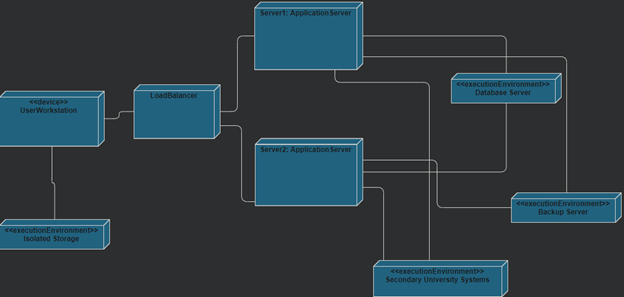 Server1: ApplicationServer
<<executionEnvironment>>
Database Server
LoadBalancer
<<device>>
UserWorkstation
Server2: ApplicationServer
<<executionEnvironment>>
Backup Server
<<executionEnvironment>>
Isolated Storage
<<executionEnvironment>>
Secondary University Systems